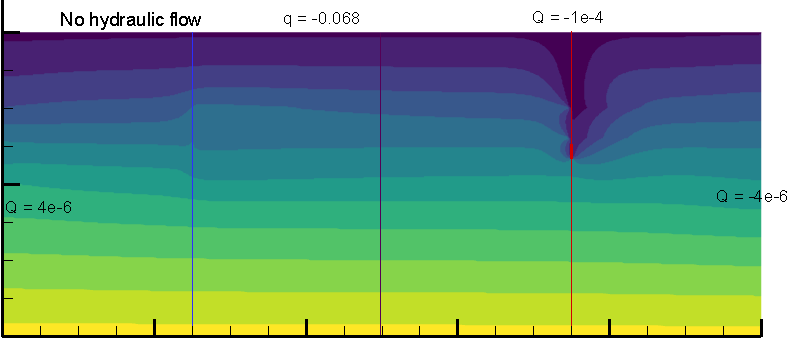 No hydraulic flow
q = -0.068
Q = -1e-4
Q = 4e-6
Q = -4e-6